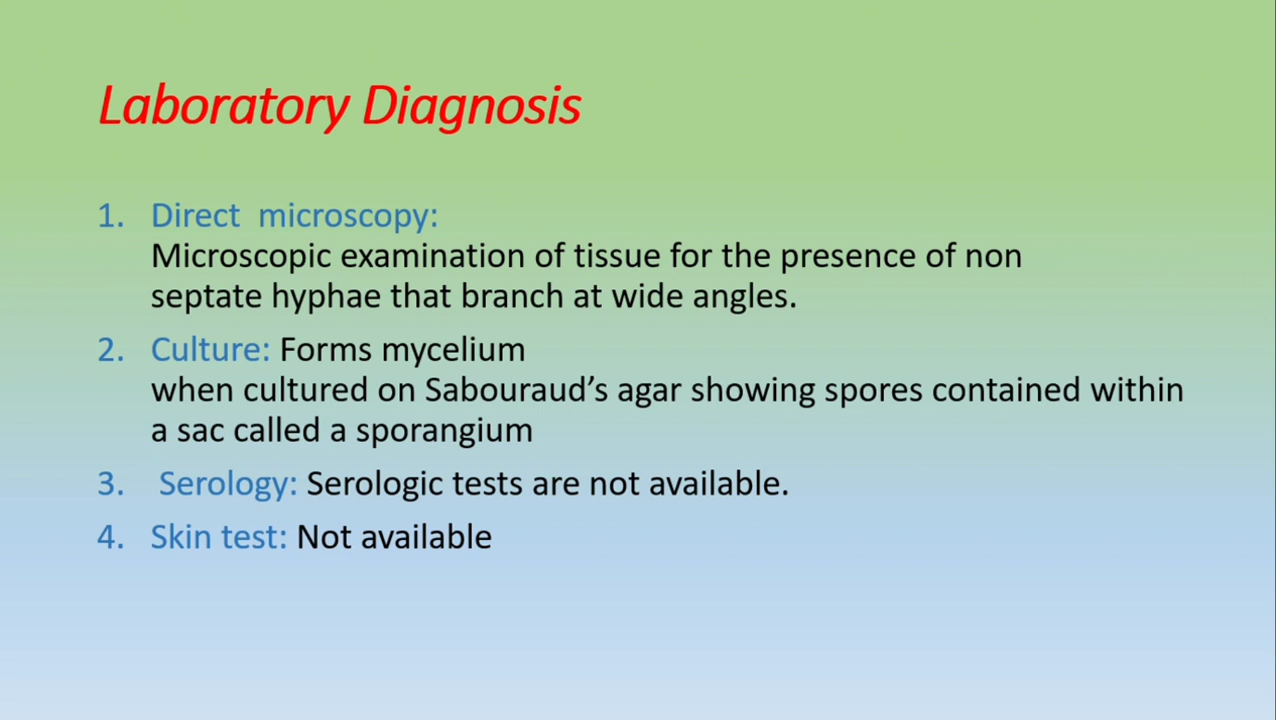 Laboratory Diagnosis
1. Direct microscopy:
Microscopic examination of tissue for the presence of non
septate hyphae that branch at wide angles.
2. Culture: Forms mycelium
when cultured on Sabouraud’s agar showing spores contained within
a sac called a sporangium
3. Serology: Serologic tests are not available.
4. Skin test: Not available